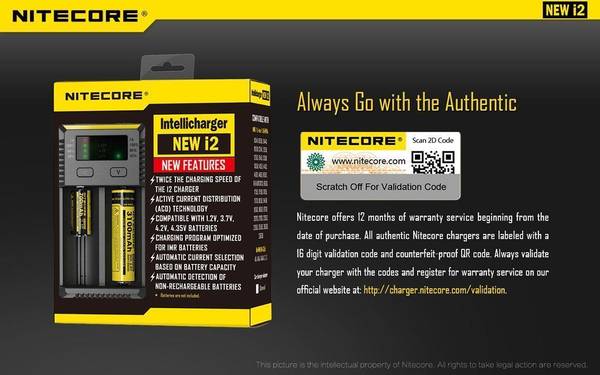 NITECORE®
NEW i2
NITECORE®
Intellicharger
NEW i2
NEW FEATURES
TWICE THE CHARGING SPEED OF
THE I2 CHARGER
ACTIVE CURRENT DISTRIBUTION
(ACD) TECHNOLOGY
COMPATIBLE WITH 1.2V, 3.7V,
4.2V, 4.35V BATTERIES
CHARGING PROGRAM OPTIMIZED
FOR IMR BATTERIES
AUTOMATIC CURRENT SELECTION
BASED ON BATTERY CAPACITY
AUTOMATIC DETECTION OF
NON-RECHARGEABLE BATTERIES
Batteries are not included.
3100mAh
Always Go with the Authentic
NITECORE®
Scan 2D Code
www.nitecore.com
Scratch Off For Validation Code
Nitecore offers 12 months of warranty service beginning from the
date of purchase. All authentic Nitecore chargers are labeled with a
16 digit validation code and counterfeit-proof QR code. Always validate
your charger with the codes and register for warranty service on our
official website at: http://charger.nitecore.com/validation.
This picture is the intellectual property of Nitecore. All rights to take legal action are reserved.